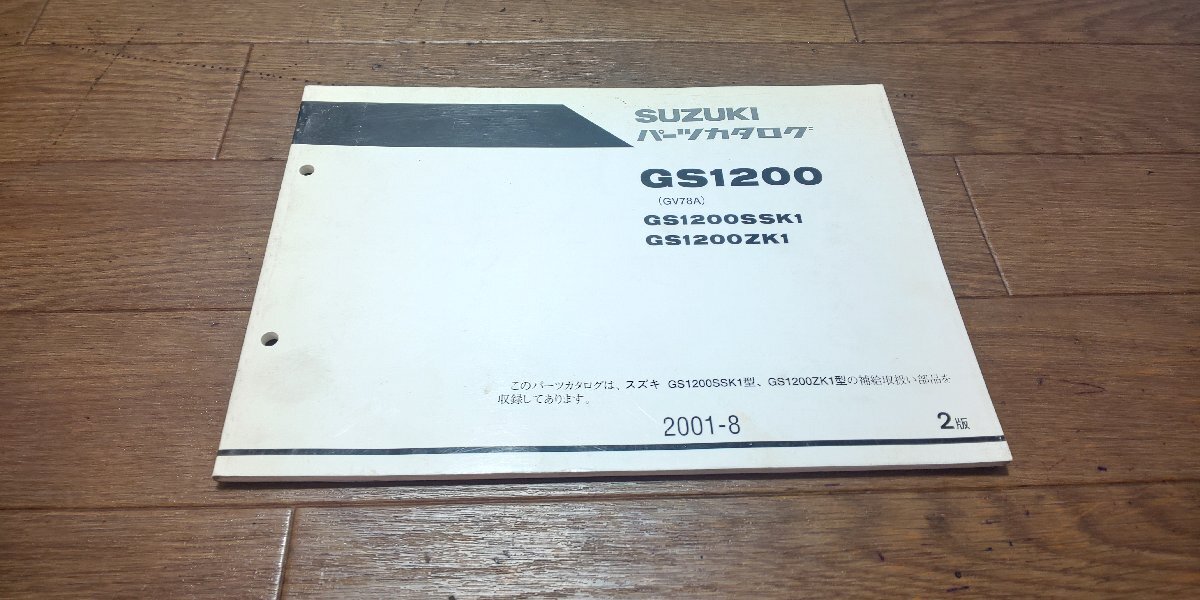 SUZUKI
パーツカタログ
GS1200
(GV78A)
GS1200SSK1
GS1200ZK1
このパーツカタログは、スズキ GS1200SSK1型、GS1200ZK1型の補給取扱い部品を
収録してあります。
2001-8
2版